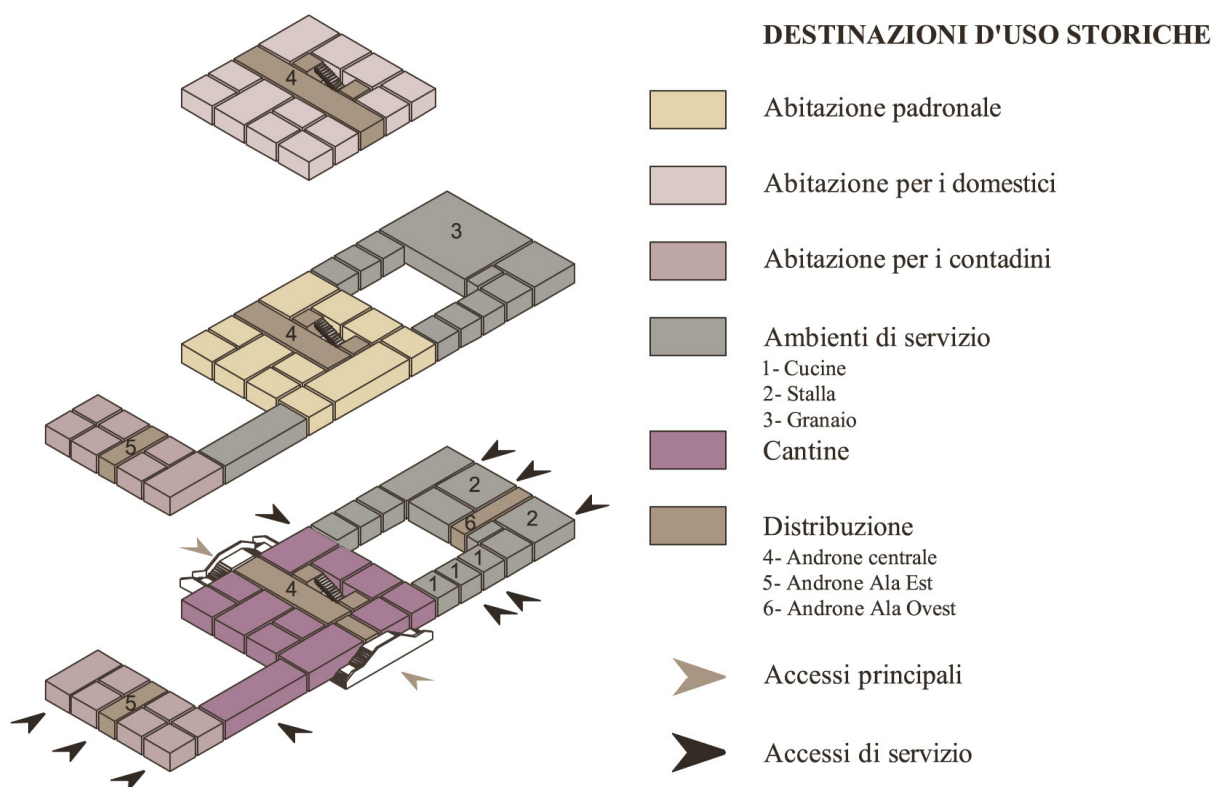 DESTINAZIONI D'USO STORICHE
Abitazione padronale
Abitazione per i domestici
Abitazione per i contadini
Ambienti di servizio
1- Cucine
2- Stalla
3- Granaio
Cantine
Distribuzione
4- Androne centrale
5- Androne Ala Est
6- Androne Ala Ovest
Accessi principali
Accessi di servizio
4
3
4
5
2
2
6
1
1
1
4
5